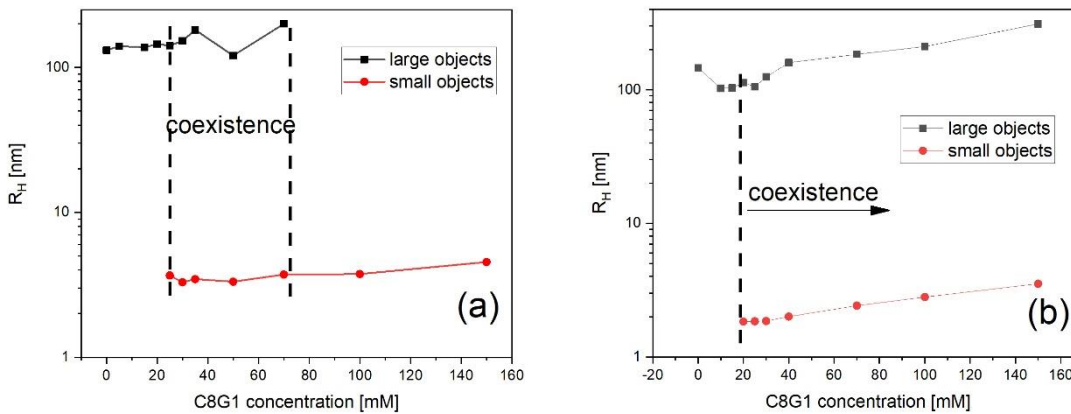 100
10
1
R_H [nm]
large objects
small objects
coexistence
(a)
0 20 40 60 80 100 120 140 160
C8G1 concentration [mM]
100
10
1
R_H [nm]
large objects
small objects
coexistence
(b)
-20 0 20 40 60 80 100 120 140 160
C8G1 concentration [mM]